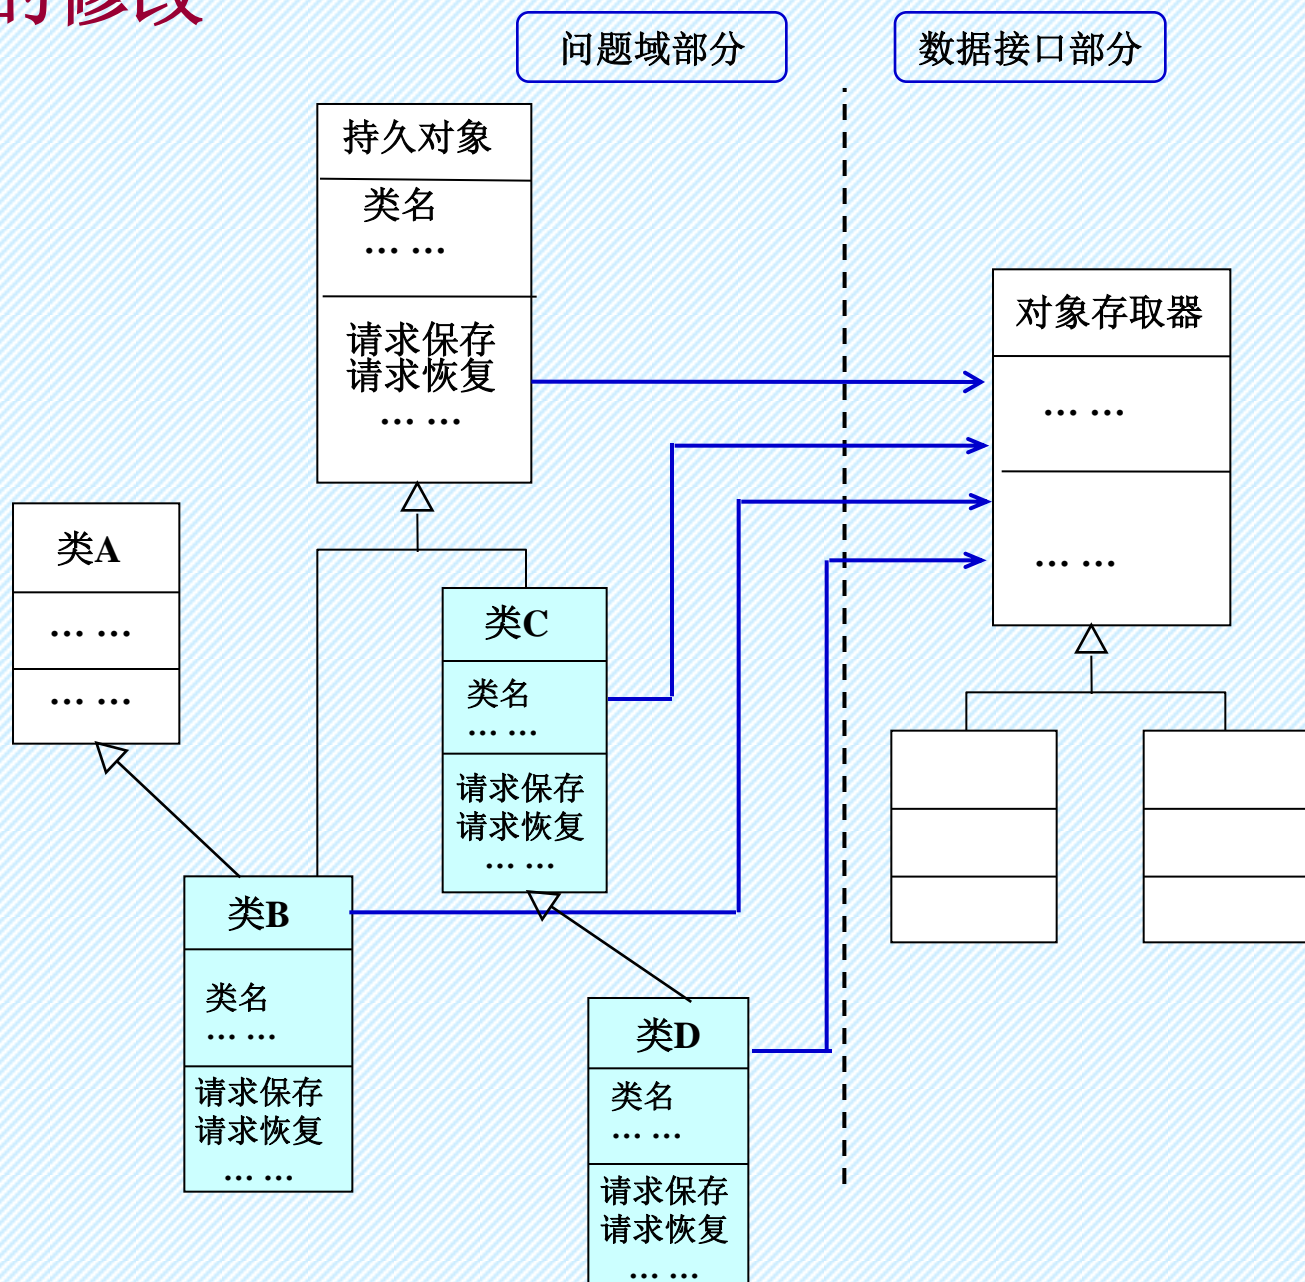 的修改
问题域部分
数据接口部分
持久对象
类名
… …
请求保存
请求恢复
… …
对象存取器
… …
… …
类A
… …
… …
类C
类名
… …
请求保存
请求恢复
… …
类B
类名
… …
请求保存
请求恢复
… …
类D
类名
… …
请求保存
请求恢复
… …